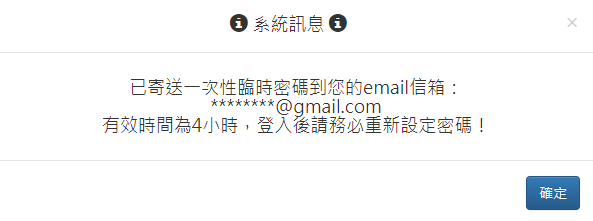 系統訊息
×
已寄送一次性臨時密碼到您的email信箱：
********@gmail.com
有效時間為4小時，登入後請務必重新設定密碼！
確定